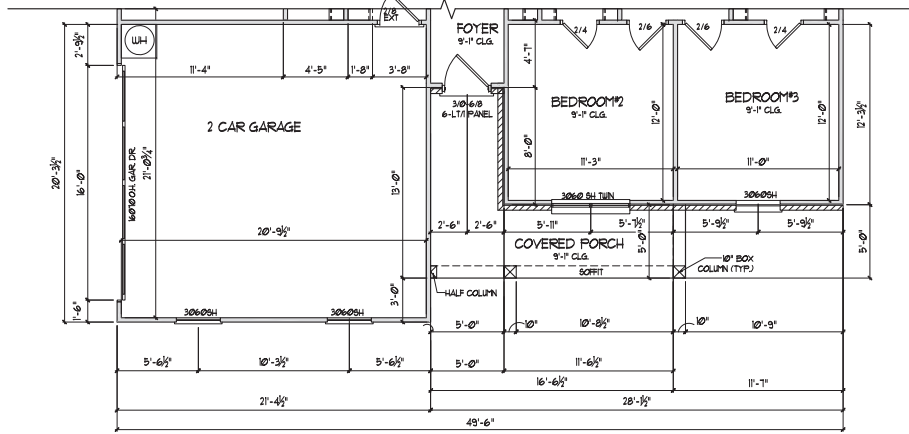 2/8
EXT
FOYER
9'-1" CLG.
2/4
2/6
2/6
2/4
WH
2'-9½"
4'-7"
11'-4"
4'-5"
1'-8"
3'-8"
3/0-6/8
6-LT/1 PANEL
BEDROOM#2
9'-1" CLG.
BEDROOM#3
9'-1" CLG.
12'-0"
12'-0"
12'-3½"
2 CAR GARAGE
20'-3½"
16'-0"
16070O.H. GAR. DR.
21'-0¾"
13'-0"
8'-0"
11'-3"
11'-0"
3060 SH TWIN
3060SH
2'-6"
2'-6"
5'-11"
5'-7½"
5'-9½"
5'-9½"
20'-9½"
5'-0"
5'-0"
COVERED PORCH
9'-1" CLG.
SOFFIT
10" BOX
COLUMN (TYP.)
HALF COLUMN
3'-0"
1'-6"
3060SH
3060SH
5'-0"
10"
10'-8½"
10"
10'-9"
5'-6½"
10'-3½"
5'-6½"
5'-0"
11'-6½"
16'-6½"
11'-7"
21'-4½"
28'-1½"
49'-6"